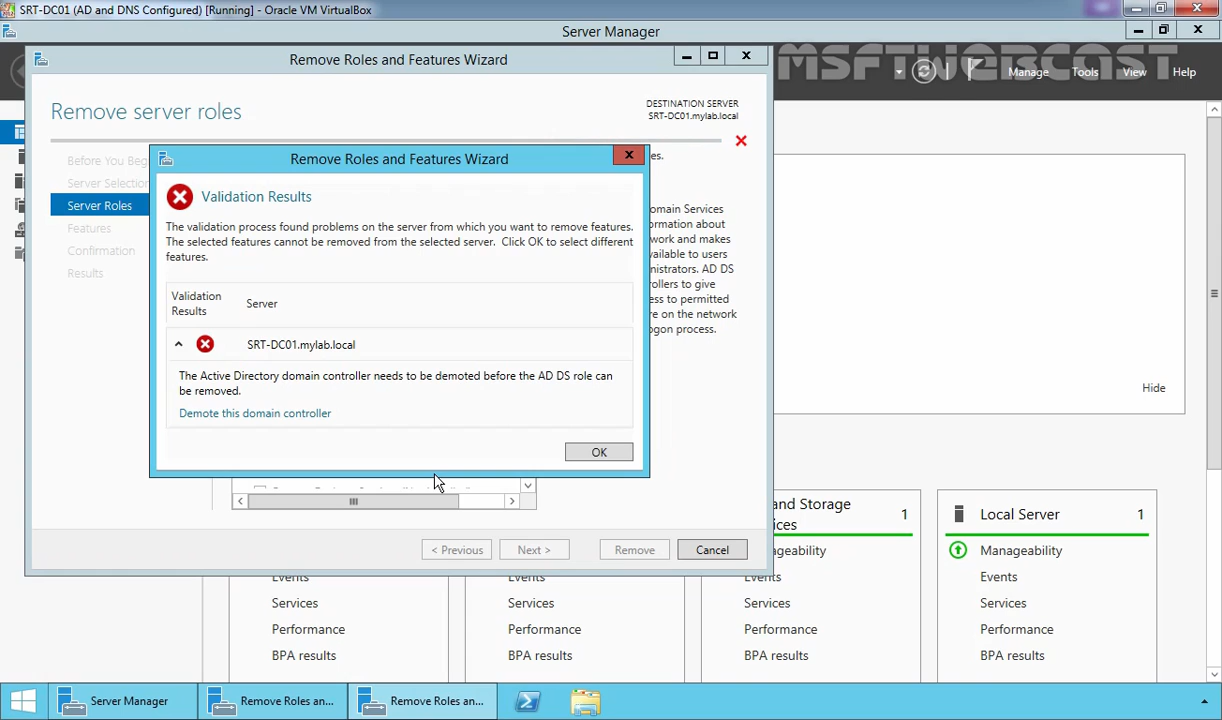 SRT-DC01 (AD and DNS Configured) [Running] - Oracle VM VirtualBox
Server Manager
MSFTWEBCAST
Manage Tools View Help
Remove Roles and Features Wizard
Remove server roles
DESTINATION SERVER
SRT-DC01.mylab.local
Before You Beg
Server Selection
Server Roles
Features
Confirmation
Results
es.
omain Services
ormation about
work and makes
vailable to users
nistrators. AD DS
ollers to give
ess to permitted
re on the network
ogon process.
Remove Roles and Features Wizard
Validation Results
The validation process found problems on the server from which you want to remove features.
The selected features cannot be removed from the selected server. Click OK to select different
features.
Validation
Results
Server
SRT-DC01.mylab.local
The Active Directory domain controller needs to be demoted before the AD DS role can
be removed.
Demote this domain controller
OK
< Previous Next > Remove Cancel
Hide
and Storage
ices
1
Local Server 1
ageability
Manageability
Events Events Events Events
Services Services Services Services
Performance Performance Performance Performance
BPA results BPA results BPA results BPA results
Server Manager Remove Roles an... Remove Roles an...